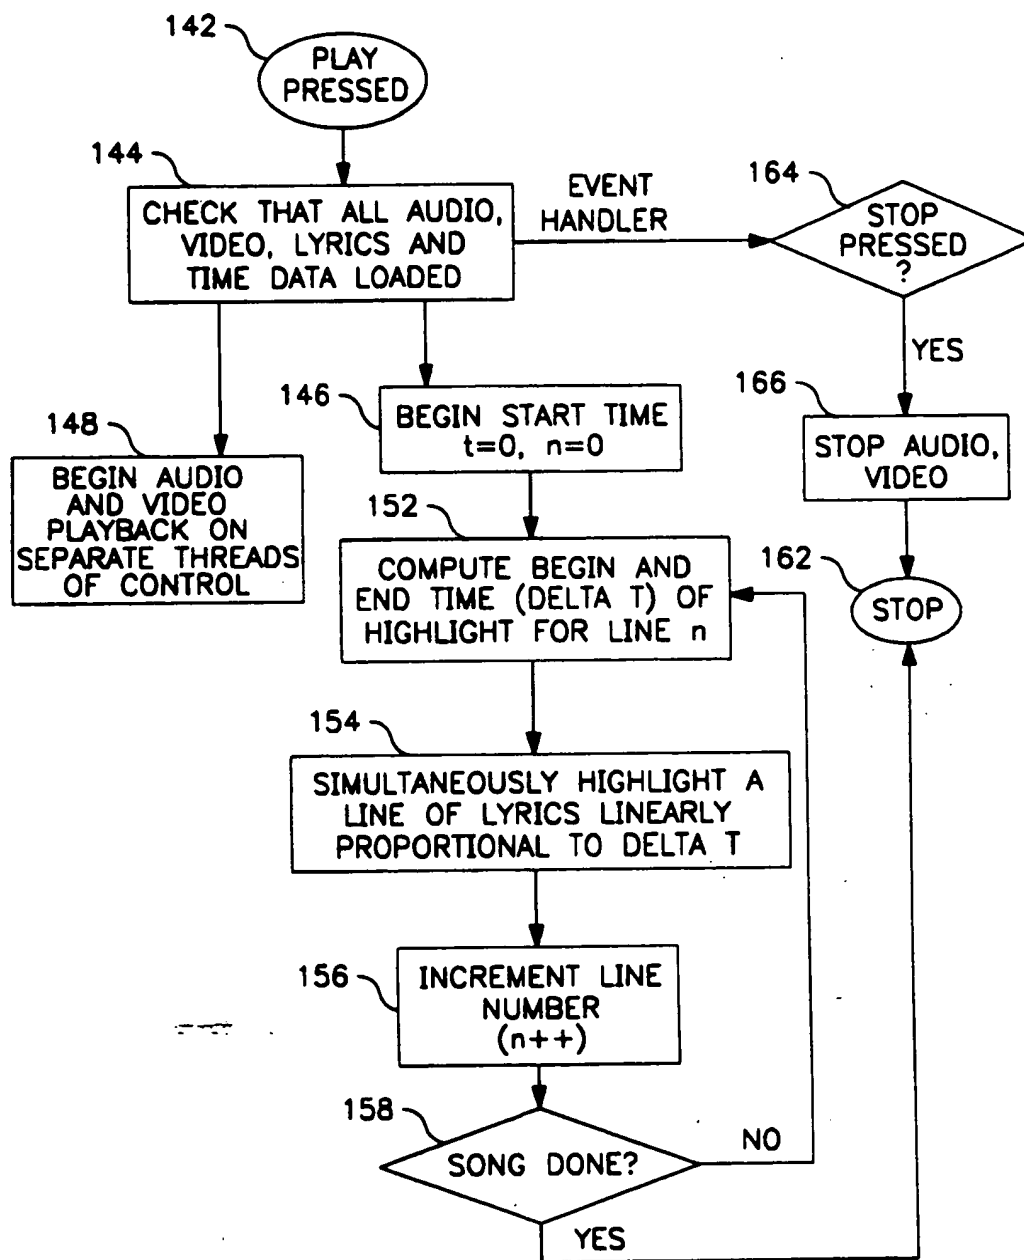 142
PLAY
PRESSED
144
CHECK THAT ALL AUDIO,
VIDEO, LYRICS AND
TIME DATA LOADED
EVENT
HANDLER
164
STOP
PRESSED
?
YES
146
BEGIN START TIME
t=0, n=0
166
STOP AUDIO,
VIDEO
148
BEGIN AUDIO
AND VIDEO
PLAYBACK ON
SEPARATE THREADS
OF CONTROL
152
COMPUTE BEGIN AND
END TIME (DELTA T) OF
HIGHLIGHT FOR LINE n
162
STOP
154
SIMULTANEOUSLY HIGHLIGHT A
LINE OF LYRICS LINEARLY
PROPORTIONAL TO DELTA T
156
INCREMENT LINE
NUMBER
(n++)
158
SONG DONE?
NO
YES